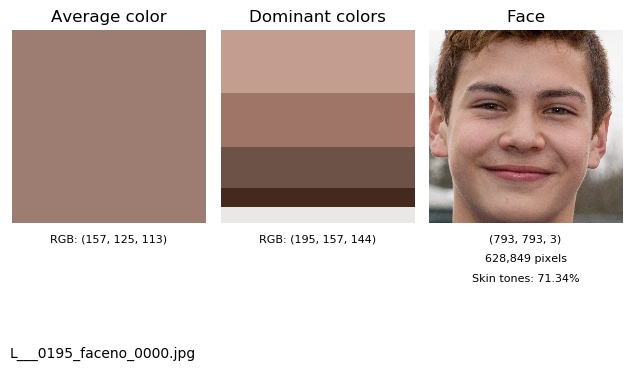 Average color
Dominant colors
Face
RGB: (157, 125, 113)
RGB: (195, 157, 144)
(793, 793, 3)
628,849 pixels
Skin tones: 71.34%
L___0195_faceno_0000.jpg